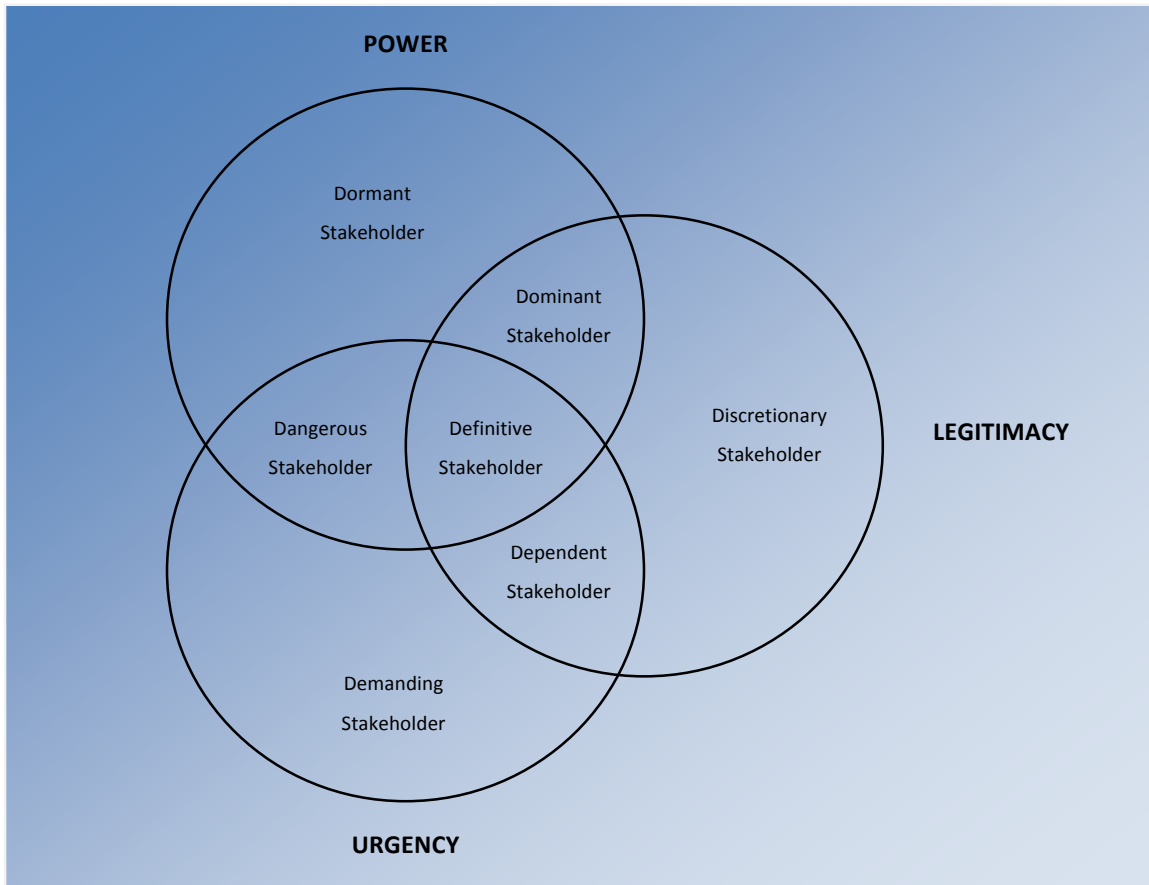 POWER
Dormant
Stakeholder
Dominant
Stakeholder
Dangerous
Stakeholder
Definitive
Stakeholder
Discretionary
Stakeholder
LEGITIMACY
Dependent
Stakeholder
Demanding
Stakeholder
URGENCY